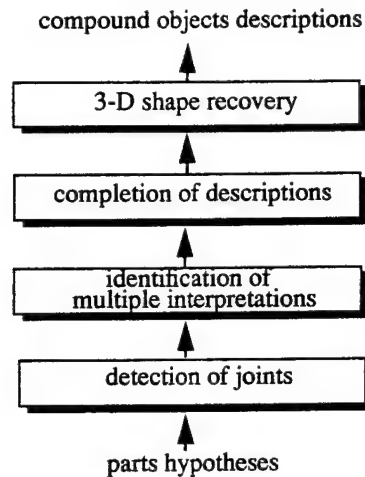 compound objects descriptions
3-D shape recovery
completion of descriptions
identification of
multiple interpretations
detection of joints
parts hypotheses